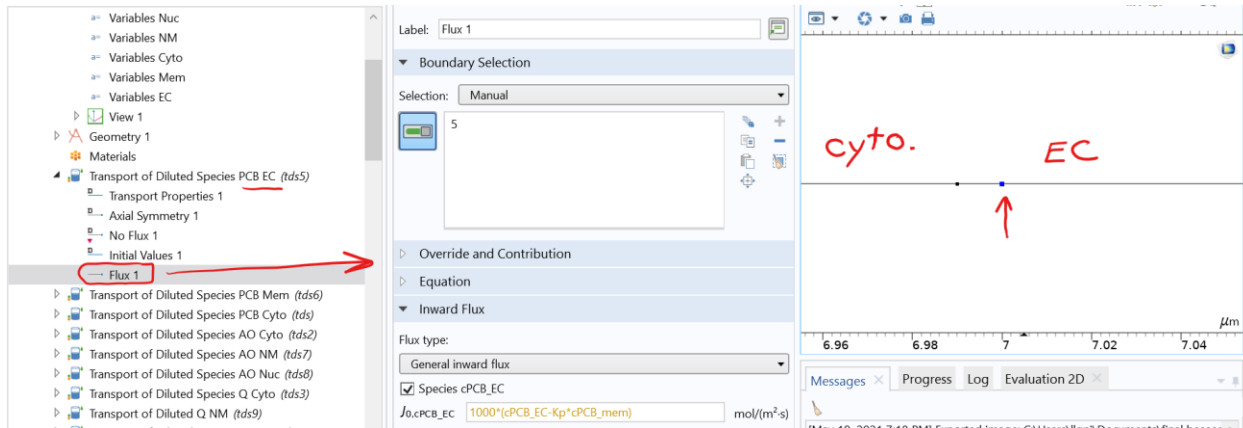 Variables Nuc
Variables NM
Variables Cyto
Variables Mem
Variables EC
View 1
Geometry 1
Materials
Transport of Diluted Species PCB EC (tds5)
Transport Properties 1
Axial Symmetry 1
No Flux 1
Initial Values 1
Flux 1
Transport of Diluted Species PCB Mem (tds6)
Transport of Diluted Species PCB Cyto (tds)
Transport of Diluted Species AO Cyto (tds2)
Transport of Diluted Species AO NM (tds7)
Transport of Diluted Species AO Nuc (tds8)
Transport of Diluted Species Q Cyto (tds3)
Transport of Diluted Q NM (tds9)
Label: Flux 1
Boundary Selection
Selection: Manual
5
Override and Contribution
Equation
Inward Flux
Flux type:
General inward flux
Species cPCB_EC
J0,cPCB_EC 1000*(cPCB_EC-Kp*cPCB_mem) mol/(m²·s)
cyto. EC
μm
6.96 6.98 7 7.02 7.04
Messages Progress Log Evaluation 2D